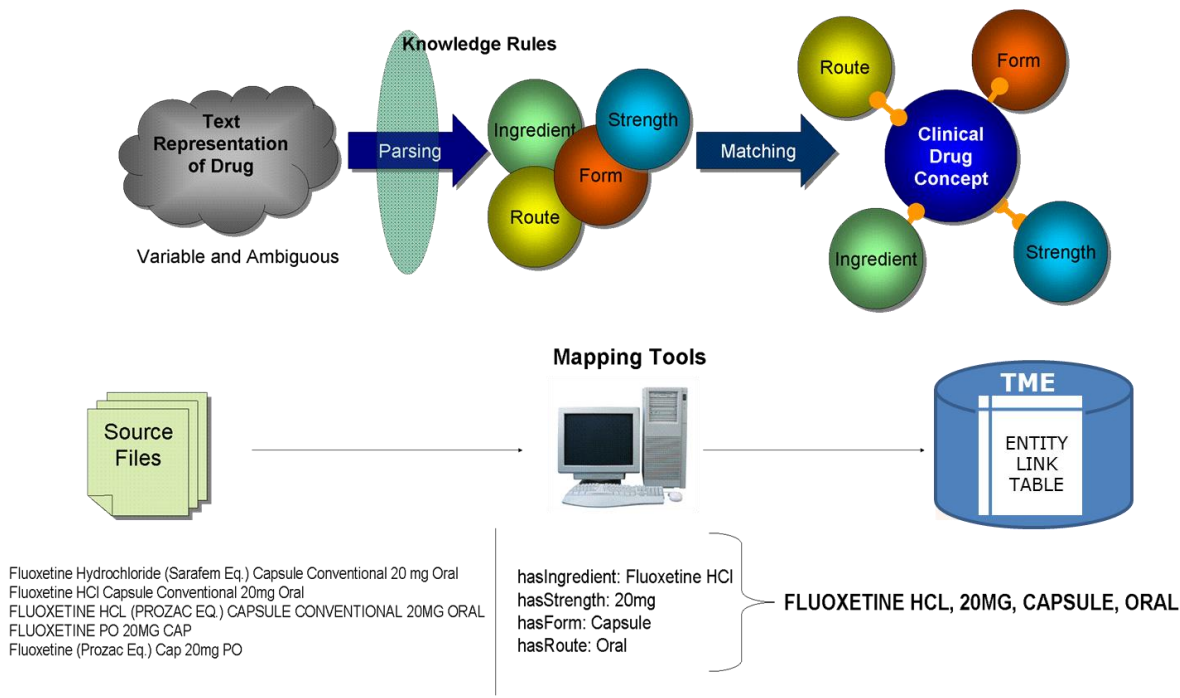 Knowledge Rules
Text
Representation
of Drug
Variable and Ambiguous
Parsing
Ingredient
Strength
Form
Route
Matching
Route
Form
Clinical
Drug
Concept
Ingredient
Strength
Mapping Tools
Source
Files
TME
ENTITY
LINK
TABLE
Fluoxetine Hydrochloride (Sarafem Eq.) Capsule Conventional 20 mg Oral
Fluoxetine HCl Capsule Conventional 20mg Oral
FLUOXETINE HCL (PROZAC EQ.) CAPSULE CONVENTIONAL 20MG ORAL
FLUOXETINE PO 20MG CAP
Fluoxetine (Prozac Eq.) Cap 20mg PO
hasIngredient: Fluoxetine HCl
hasStrength: 20mg
hasForm: Capsule
hasRoute: Oral
FLUOXETINE HCL, 20MG, CAPSULE, ORAL